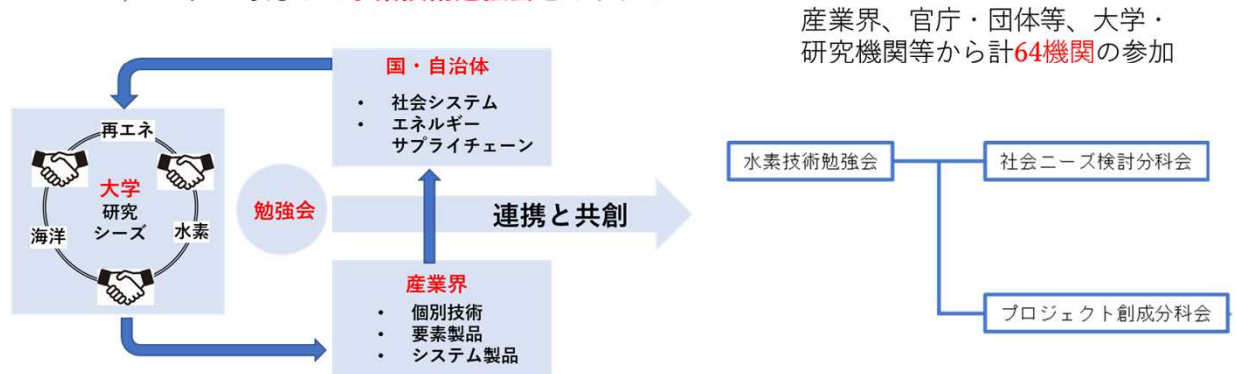 産業界、官庁・団体等、大学・
研究機関等から計64機関の参加
国・自治体
• 社会システム
• エネルギー
サプライチェーン
再エネ
大学
研究
シーズ
海洋
水素
勉強会
連携と共創
産業界
• 個別技術
• 要素製品
• システム製品
水素技術勉強会
社会ニーズ検討分科会
プロジェクト創成分科会